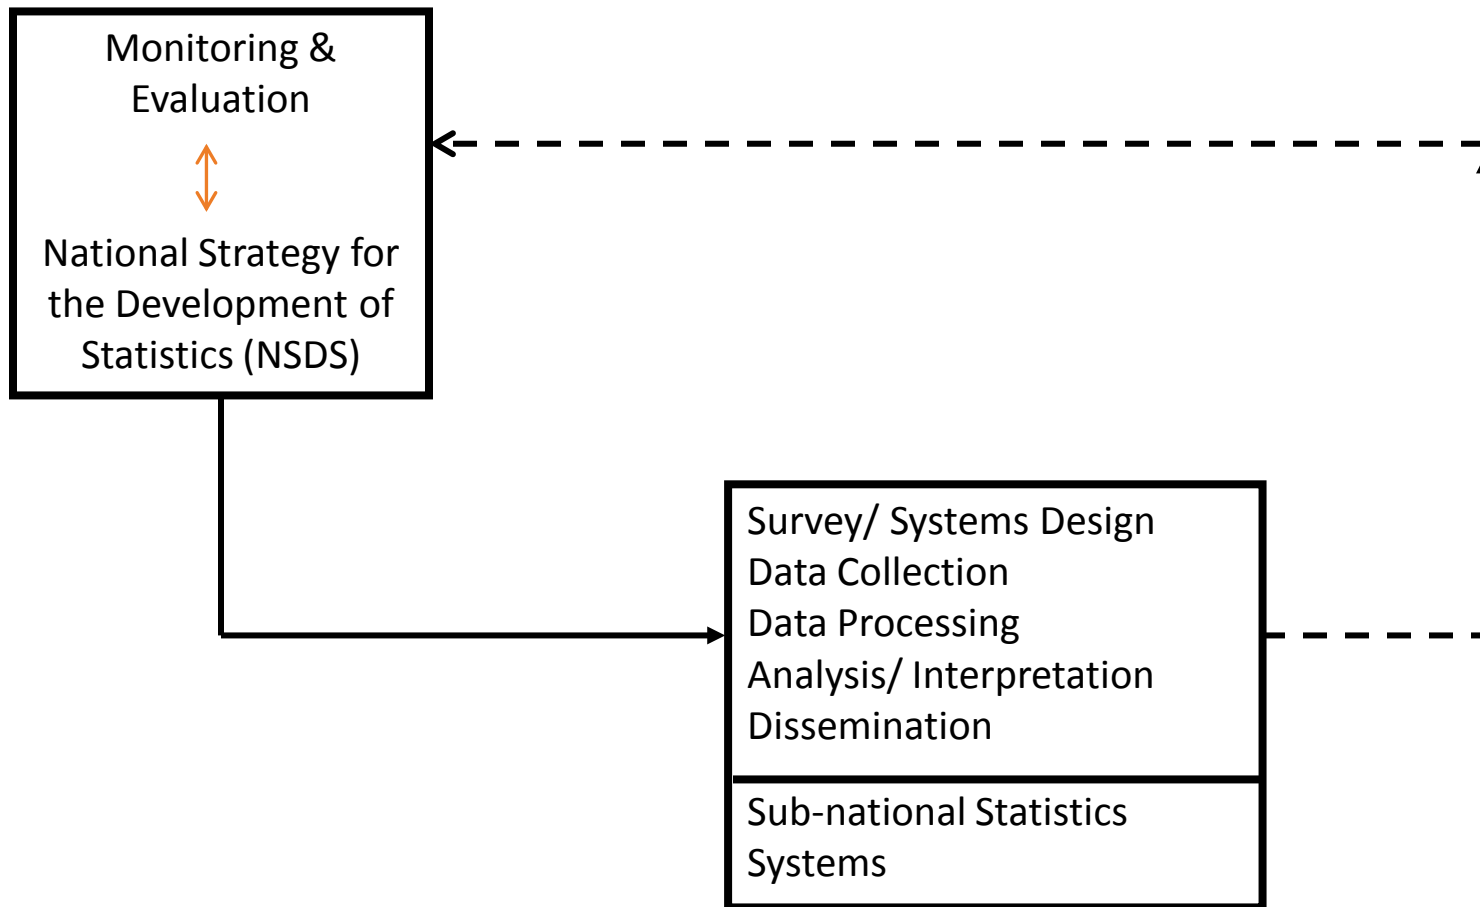 Monitoring &
Evaluation
National Strategy for
the Development of
Statistics (NSDS)
Survey/ Systems Design
Data Collection
Data Processing
Analysis/ Interpretation
Dissemination
Sub-national Statistics
Systems